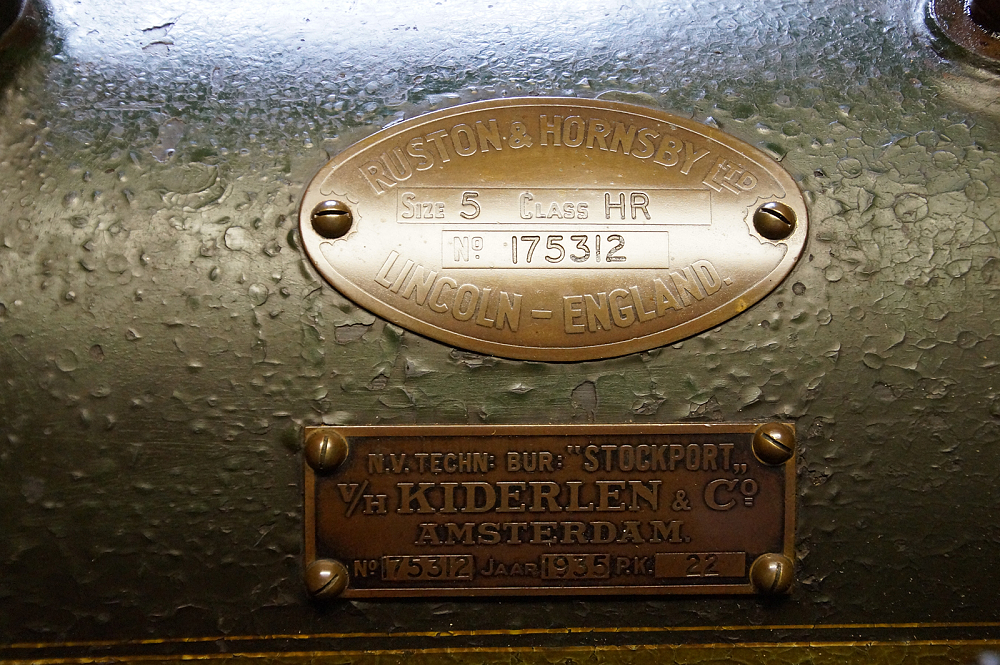 RUSTON & HORNSBY LTD
SIZE 5 CLASS HR
Nº 175312
LINCOLN - ENGLAND.
N.V. TECHN: BUR: "STOCKPORT„
V/H KIDERLEN & Cº
AMSTERDAM.
Nº 175312 JAAR 1935 P.K. 22